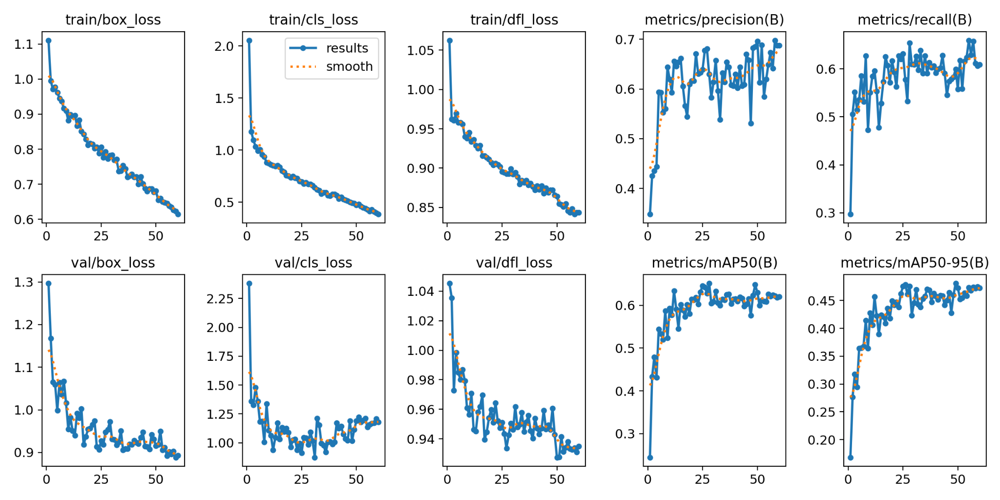 train/box_loss
1.1
1.0
0.9
0.8
0.7
0.6
0 25 50
train/cls_loss
results
smooth
2.0
1.5
1.0
0.5
0 25 50
train/dfl_loss
1.05
1.00
0.95
0.90
0.85
0 25 50
metrics/precision(B)
0.7
0.6
0.5
0.4
0 25 50
metrics/recall(B)
0.6
0.5
0.4
0.3
0 25 50
val/box_loss
1.3
1.2
1.1
1.0
0.9
0 25 50
val/cls_loss
2.25
2.00
1.75
1.50
1.25
1.00
0 25 50
val/dfl_loss
1.04
1.02
1.00
0.98
0.96
0.94
0 25 50
metrics/mAP50(B)
0.6
0.5
0.4
0.3
0 25 50
metrics/mAP50-95(B)
0.45
0.40
0.35
0.30
0.25
0.20
0 25 50